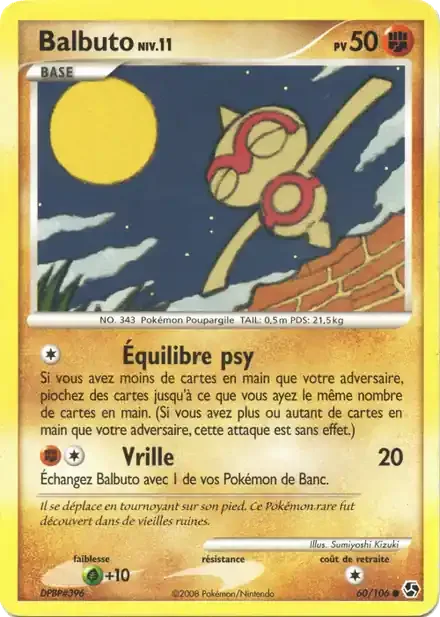 Balbuto NIV.11
PV 50
BASE
NO. 343 Pokémon Poupargile TAIL: 0,5m PDS: 21,5kg
Équilibre psy
Si vous avez moins de cartes en main que votre adversaire,
piochez des cartes jusqu'à ce que vous ayez le même nombre
de cartes en main. (Si vous avez plus ou autant de cartes en
main que votre adversaire, cette attaque est sans effet.)
Vrille 20
Échangez Balbuto avec 1 de vos Pokémon de Banc.
Il se déplace en tournoyant sur son pied. Ce Pokémon rare fut
découvert dans de vieilles ruines.
Illus. Sumiyoshi Kizuki
faiblesse résistance coût de retraite
+10
DPBP#396 ©2008 Pokémon/Nintendo 60/106